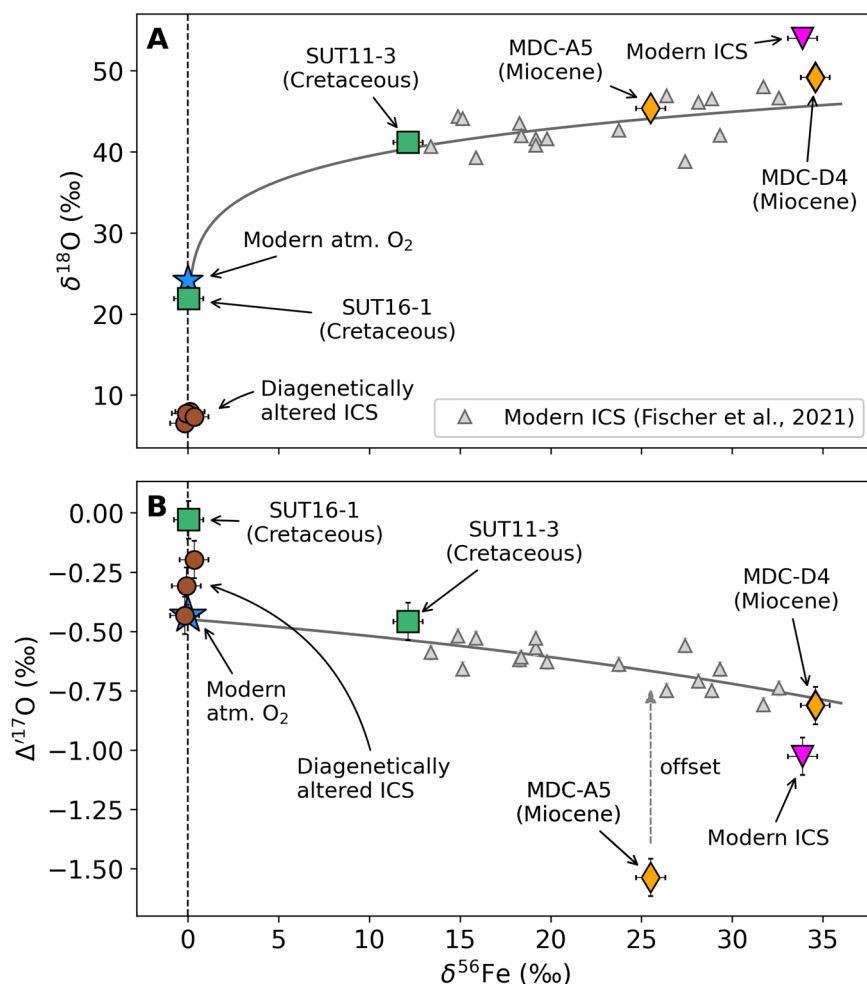 A
SUT11-3
(Cretaceous)
MDC-A5
(Miocene)
Modern ICS
MDC-D4
(Miocene)
Modern atm. O₂
SUT16-1
(Cretaceous)
Diagenetically
altered ICS
Modern ICS (Fischer et al., 2021)
δ¹⁸O (‰)
50
40
30
20
10
B
SUT16-1
(Cretaceous)
SUT11-3
(Cretaceous)
MDC-D4
(Miocene)
Modern
atm. O₂
Diagenetically
altered ICS
MDC-A5
(Miocene)
offset
Modern ICS
Δ′¹⁷O (‰)
0.00
−0.25
−0.50
−0.75
−1.00
−1.25
−1.50
0 5 10 15 20 25 30 35
δ⁵⁶Fe (‰)